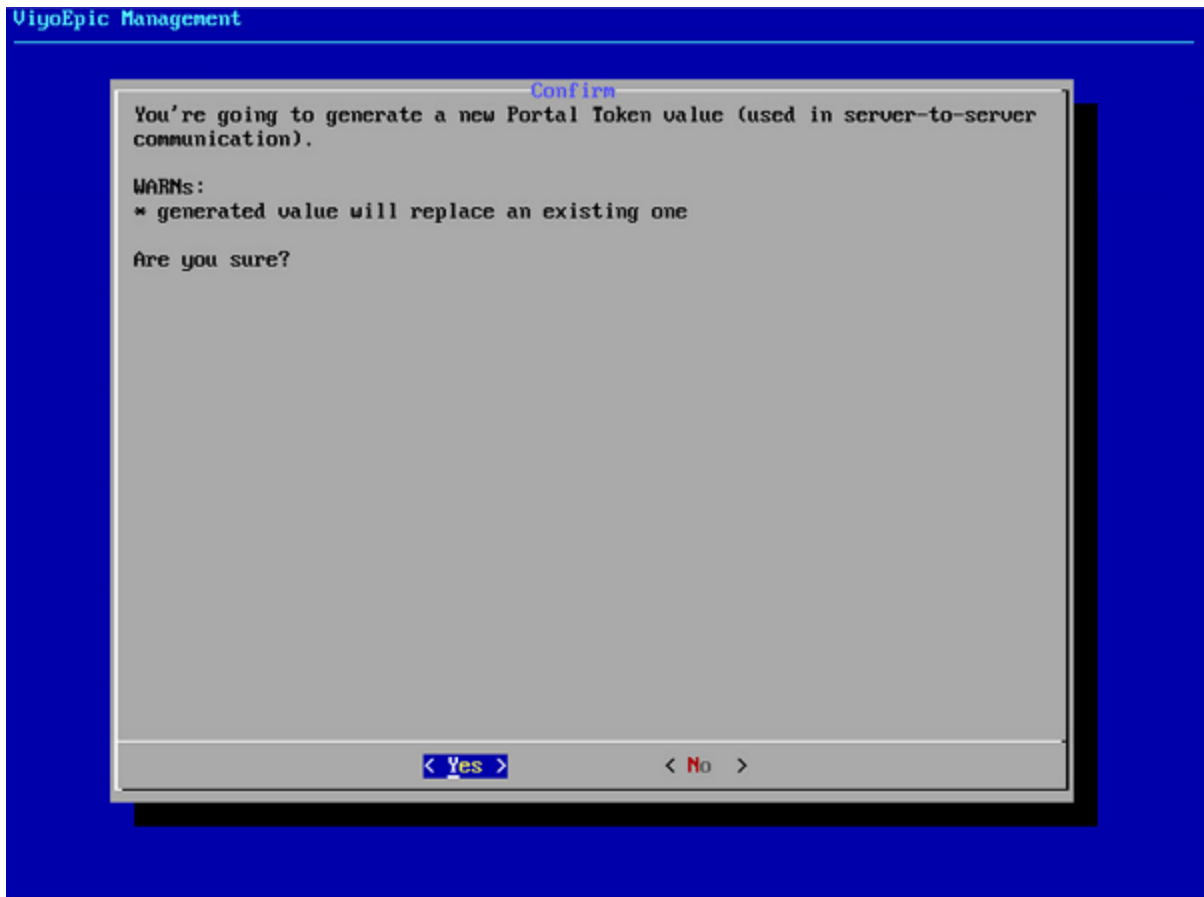 ViyoEpic Management
Confirm
You're going to generate a new Portal Token value (used in server-to-server
communication).
WARNs:
* generated value will replace an existing one
Are you sure?
< Yes > < No >